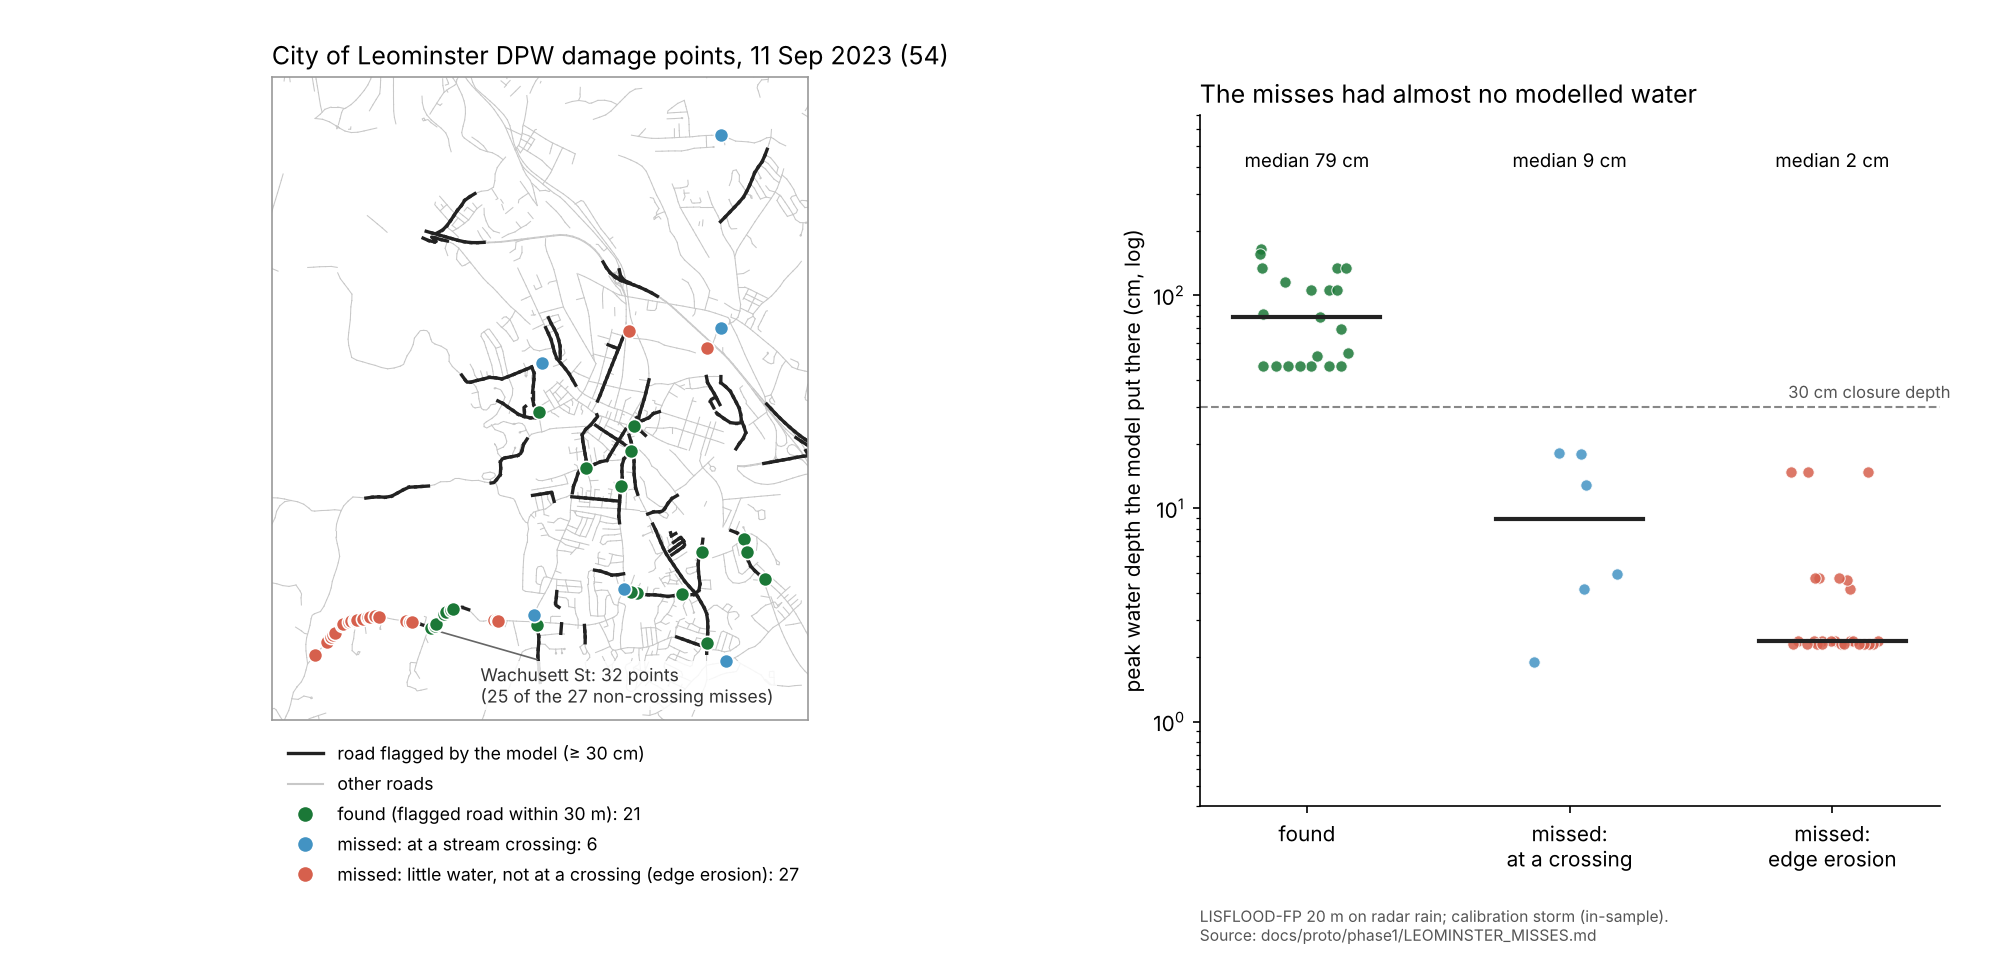 City of Leominster DPW damage points, 11 Sep 2023 (54)
Wachusett St: 32 points
(25 of the 27 non-crossing misses)
road flagged by the model (≥ 30 cm)
other roads
found (flagged road within 30 m): 21
missed: at a stream crossing: 6
missed: little water, not at a crossing (edge erosion): 27
The misses had almost no modelled water
median 79 cm
median 9 cm
median 2 cm
peak water depth the model put there (cm, log)
10²
10¹
10⁰
30 cm closure depth
found
missed:
at a crossing
missed:
edge erosion
LISFLOOD-FP 20 m on radar rain; calibration storm (in-sample).
Source: docs/proto/phase1/LEOMINSTER_MISSES.md